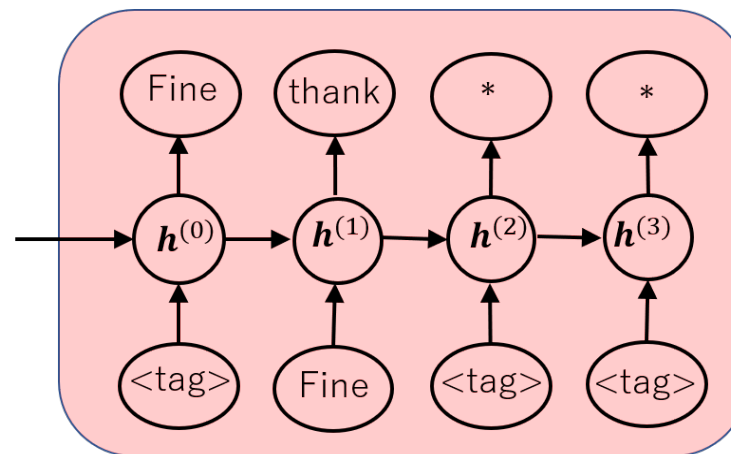 Fine thank * *
h(0) h(1) h(2) h(3)
<tag> Fine <tag> <tag>